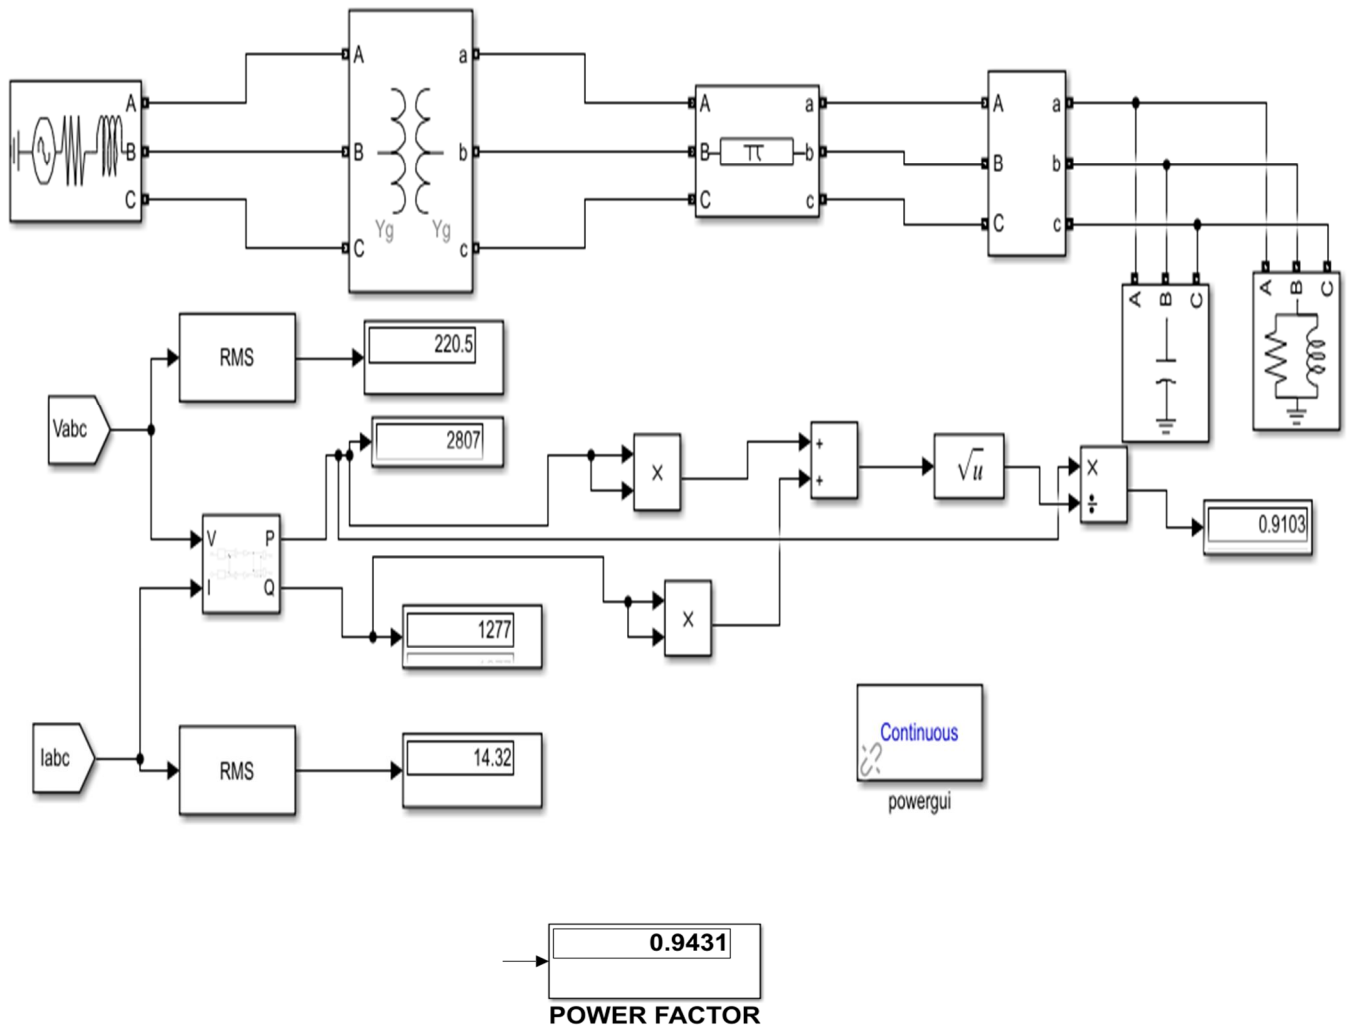 A a
A a
A a
A a
B
B b
B π b
B b
C
C c
C c
C c
Yg Yg
A B C
A B C
RMS
220.5
Vabc
2807
X
+
+
√u
X
÷
0.9103
V P
I Q
1277
X
Iabc
RMS
14.32
Continuous
powergui
0.9431
POWER FACTOR